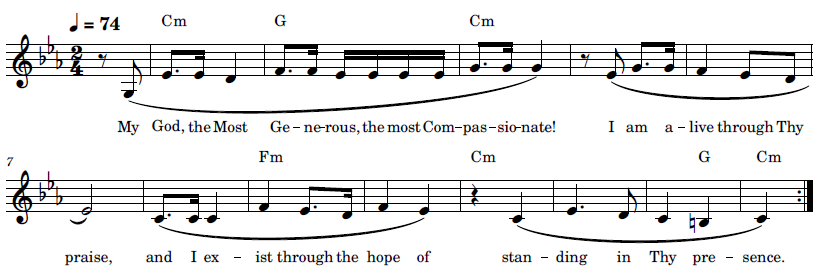 ♩ = 74 Cm G Cm
2 4
My God, the Most Ge – ne – rous, the most Com – pas – sio – nate! I am a – live through Thy
7 Fm Cm G Cm
praise, and I ex – ist through the hope of stan – ding in Thy pre – sence.